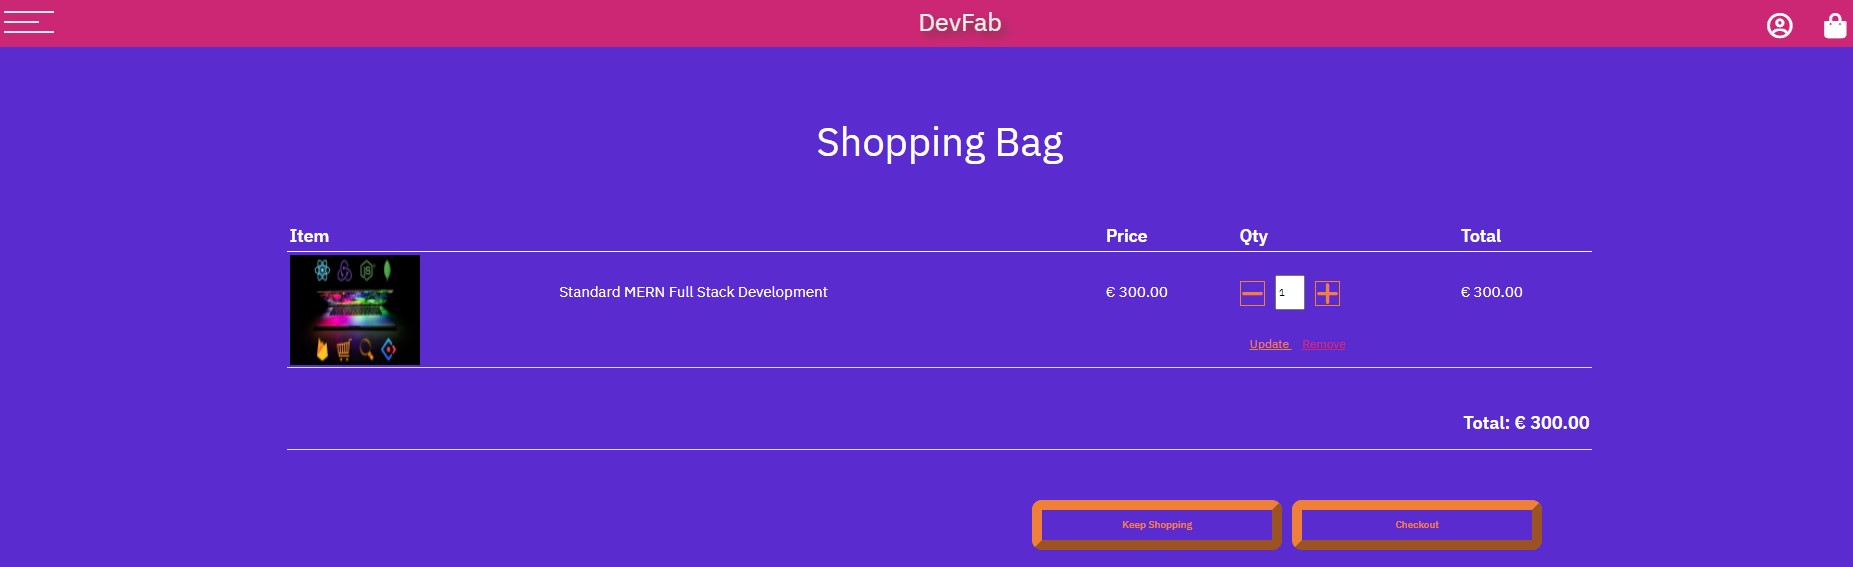 DevFab
Shopping Bag
Item Price Qty Total
Standard MERN Full Stack Development € 300.00 1 € 300.00
Update Remove
Total: € 300.00
Keep Shopping Checkout